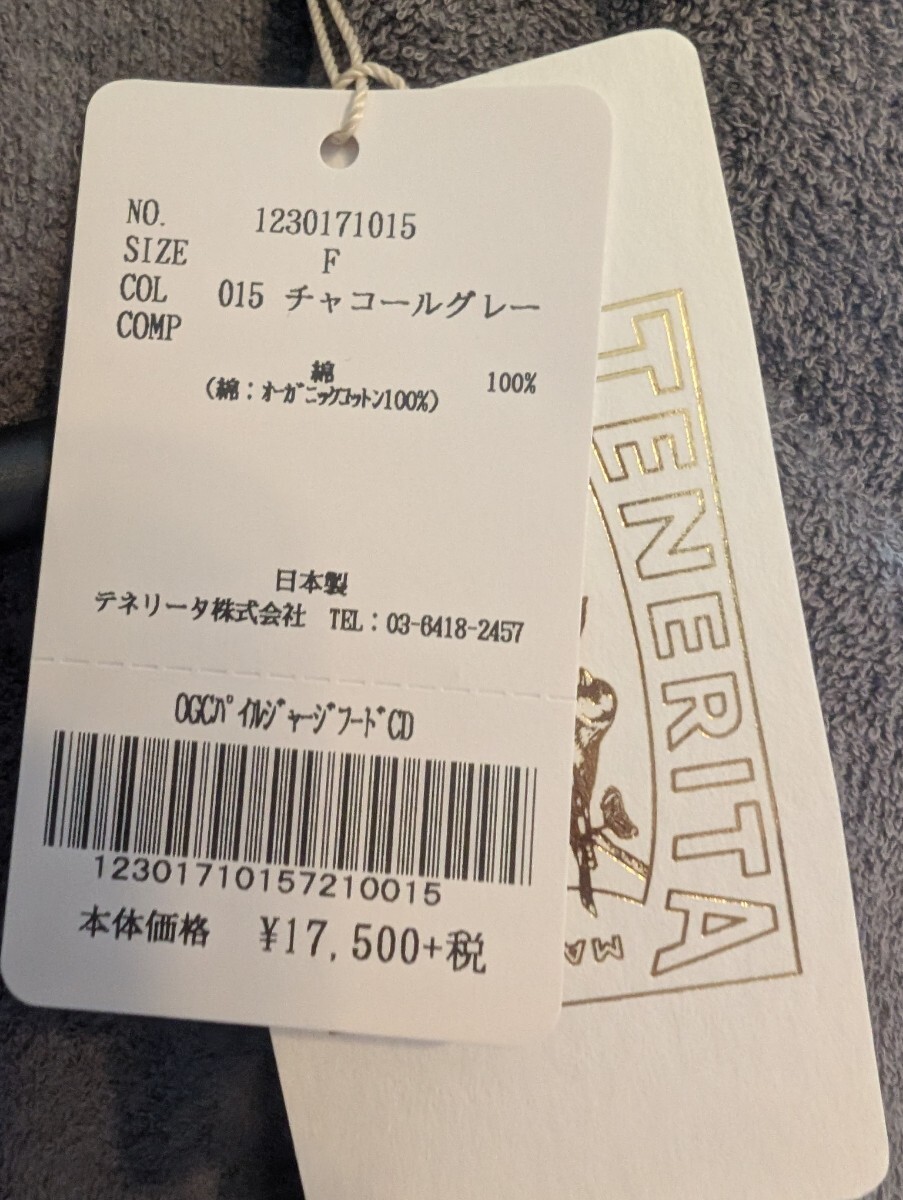 NO. 1230171015
SIZE F
COL 015 チャコールグレー
COMP
綿 100%
(綿:ｵｰｶﾞﾆｯｸｺｯﾄﾝ100%)
日本製
テネリータ株式会社 TEL:03-6418-2457
OGCﾊﾟｲﾙｼﾞｬｰｼﾞﾌｰﾄﾞCD
12301710157210015
本体価格 ¥17,500+税
TENERITA